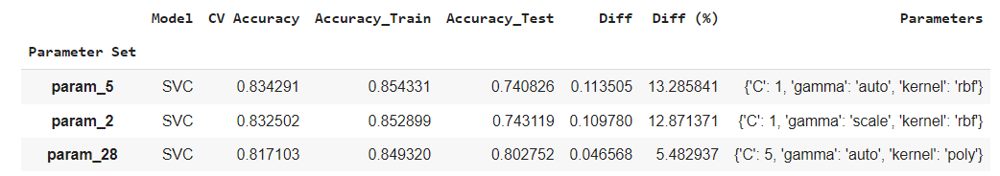 Model CV Accuracy Accuracy_Train Accuracy_Test Diff Diff (%) Parameters
Parameter Set
param_5 SVC 0.834291 0.854331 0.740826 0.113505 13.285841 {'C': 1, 'gamma': 'auto', 'kernel': 'rbf'}
param_2 SVC 0.832502 0.852899 0.743119 0.109780 12.871371 {'C': 1, 'gamma': 'scale', 'kernel': 'rbf'}
param_28 SVC 0.817103 0.849320 0.802752 0.046568 5.482937 {'C': 5, 'gamma': 'auto', 'kernel': 'poly'}